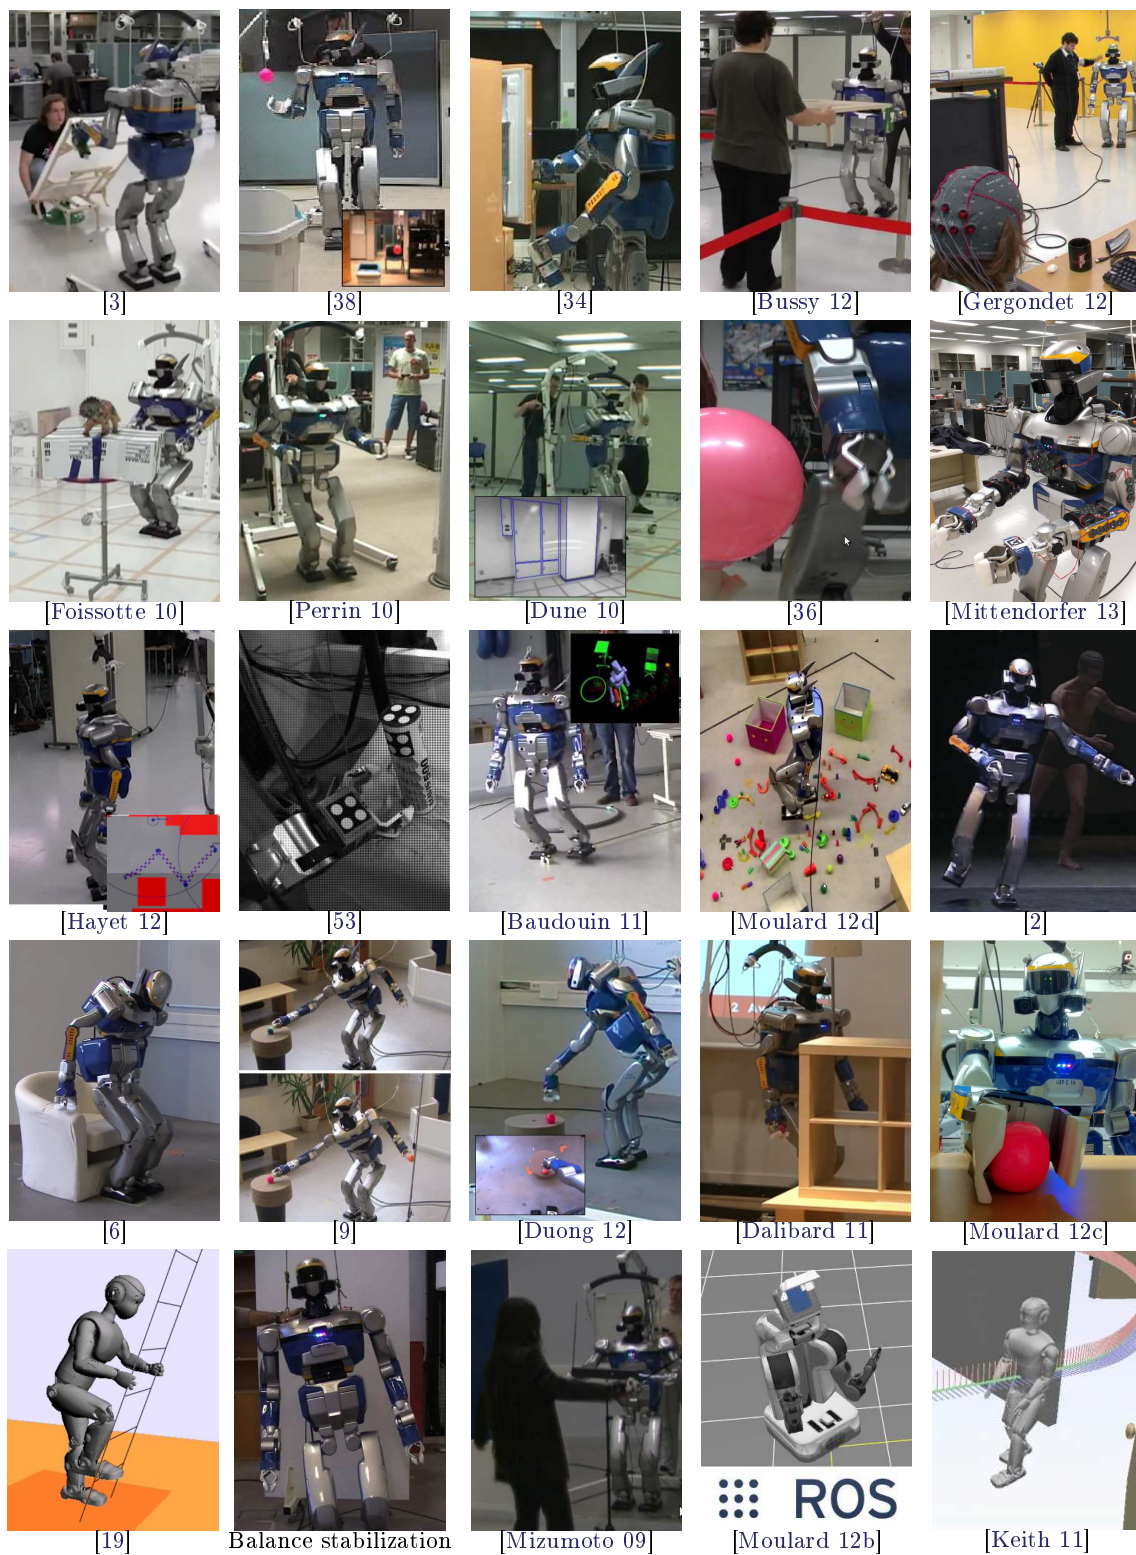 [3] [38] [34] [Bussy 12] [Gergondet 12]
[Foissotte 10] [Perrin 10] [Dune 10] [36] [Mittendorfer 13]
[Hayet 12] [53] [Baudouin 11] [Moulard 12d] [2]
2 Av
[6] [9] [Duong 12] [Dalibard 11] [Moulard 12c]
ROS
[19] Balance stabilization [Mizumoto 09] [Moulard 12b] [Keith 11]